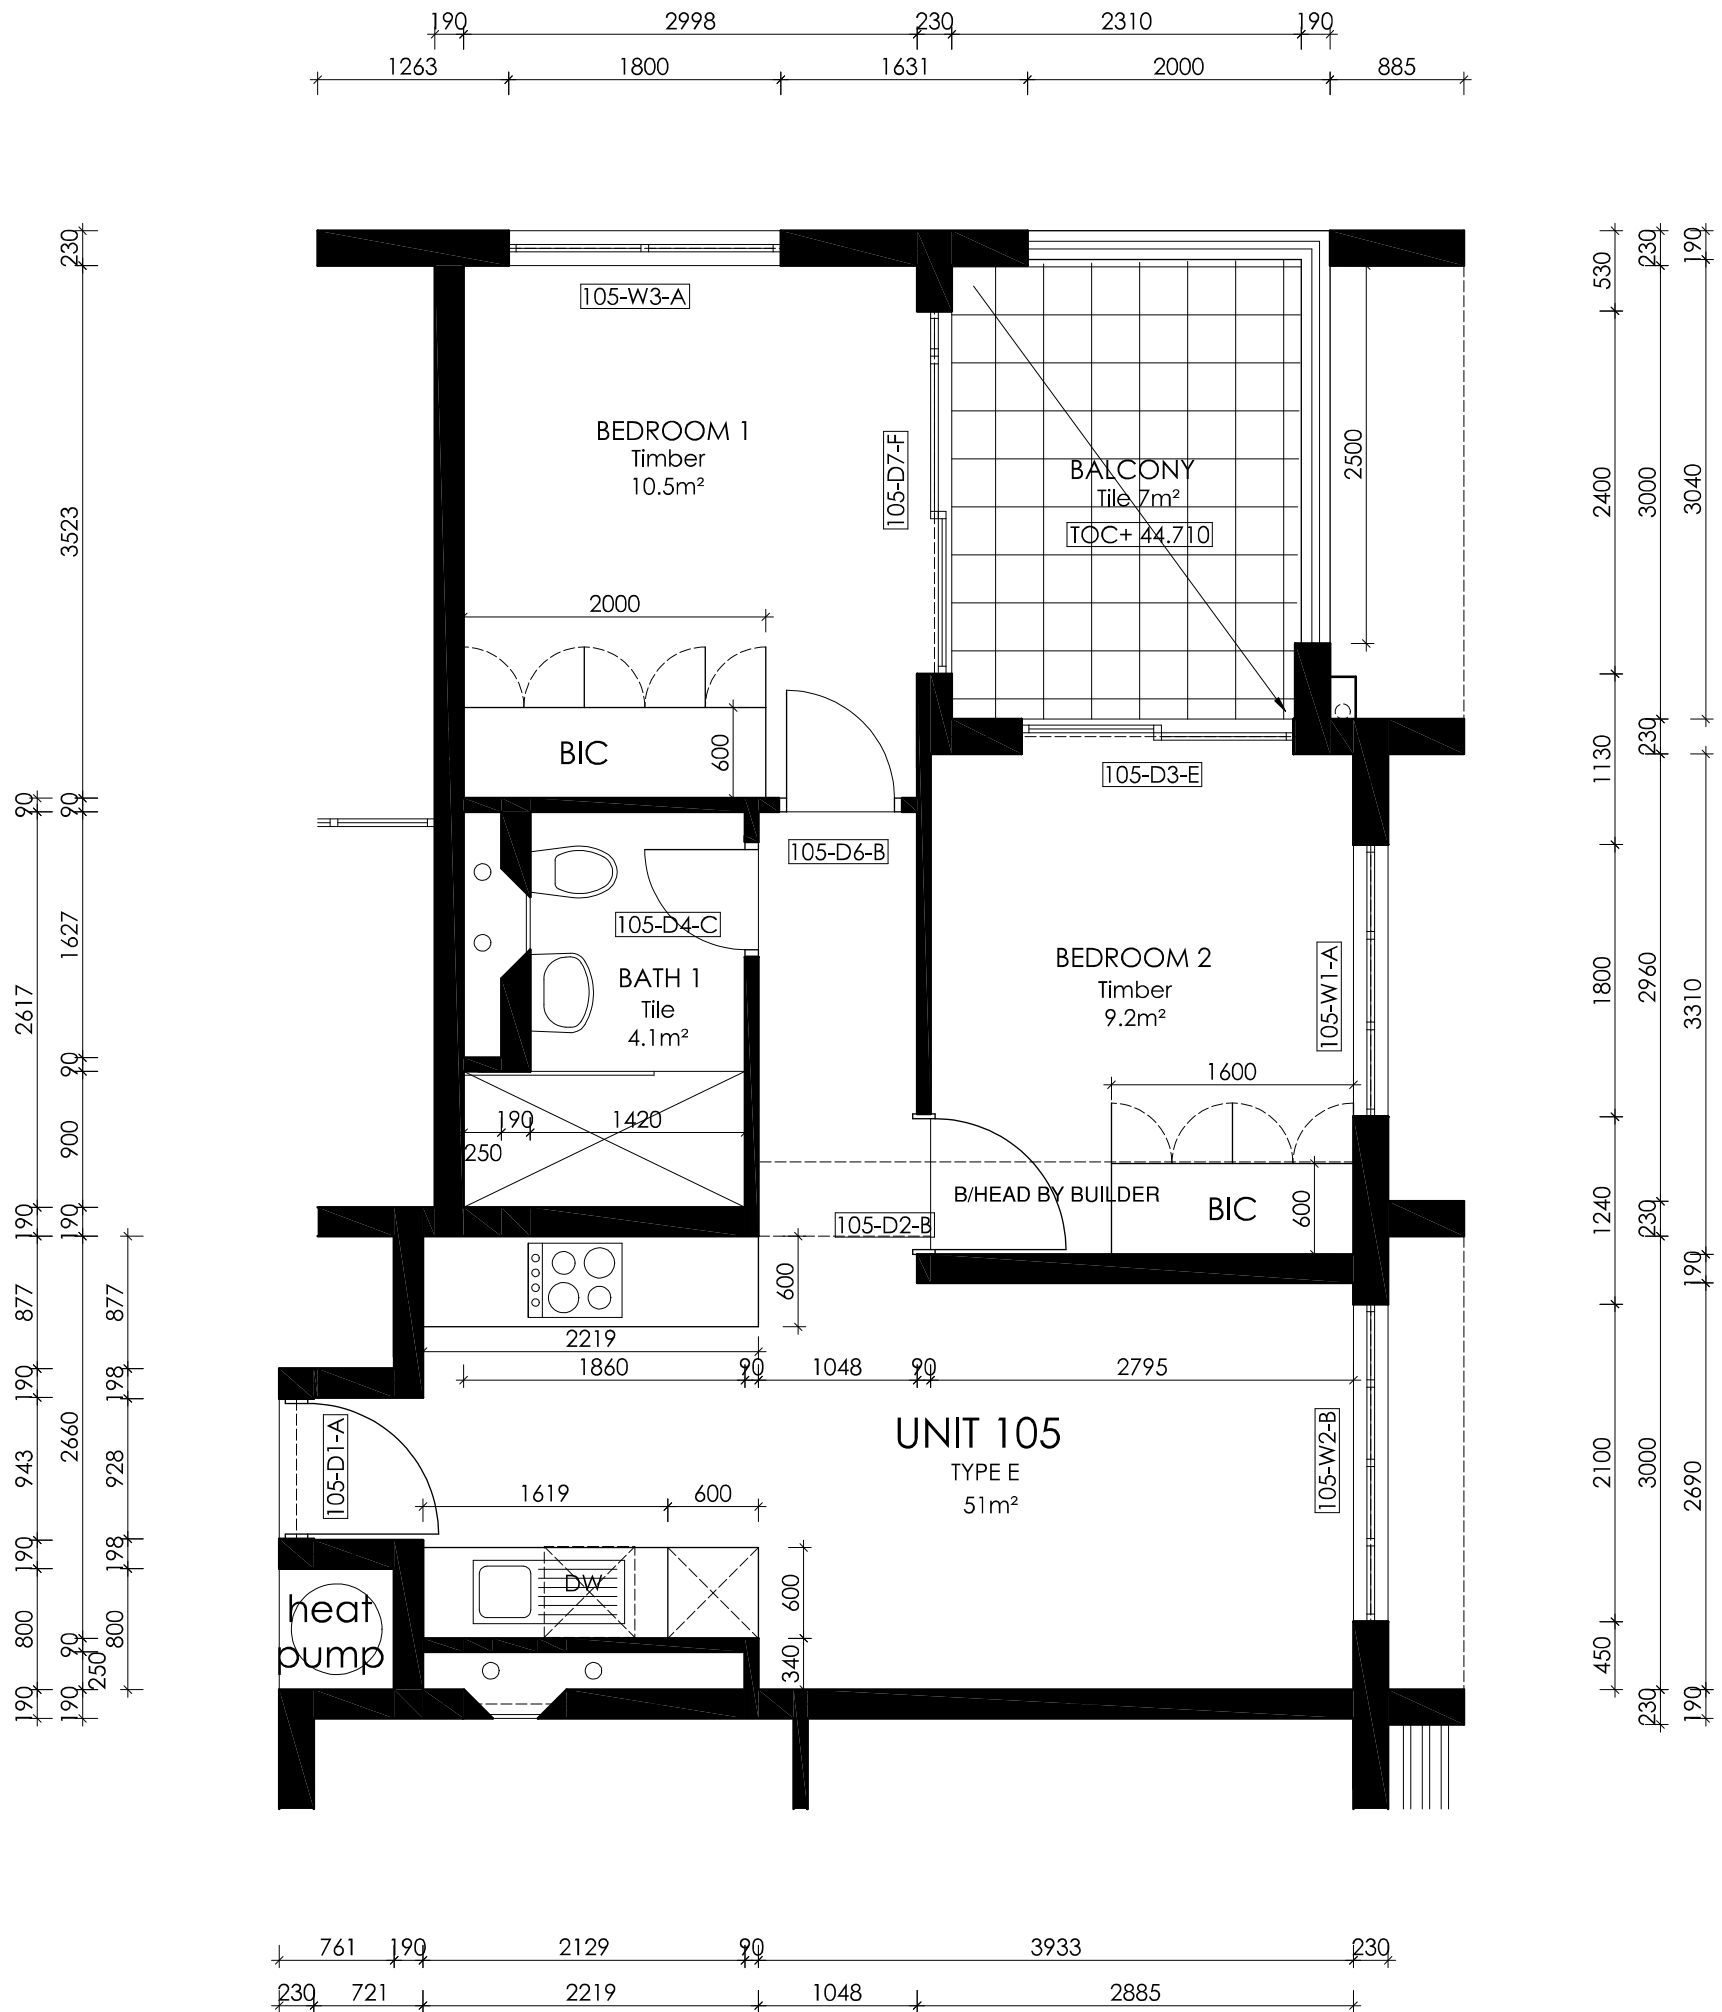 190 2998 230 2310 190
1263 1800 1631 2000 885
230
3523
90
90
1627
2617
90
900
190
190
877
877
190
198
2660
943
928
190
198
800
800
90
250
190
190
105-W3-A
BEDROOM 1
Timber
10.5m²
105-D7-F
BALCONY
Tile 7m²
TOC+ 44.710
2500
2000
BIC
600
105-D3-E
105-D6-B
105-D4-C
BATH 1
Tile
4.1m²
BEDROOM 2
Timber
9.2m²
105-W1-A
1600
190 1420
250
B/HEAD BY BUILDER
BIC
600
105-D2-B
600
2219
1860 90 1048 90 2795
UNIT 105
TYPE E
51m²
105-D1-A
105-W2-B
1619 600
DW
600
340
heat
pump
530
230
190
2400
3000
3040
1130
230
1800
2960
3310
1240
230
190
2100
3000
2690
450
230
190
761 190 2129 90 3933 230
230 721 2219 1048 2885